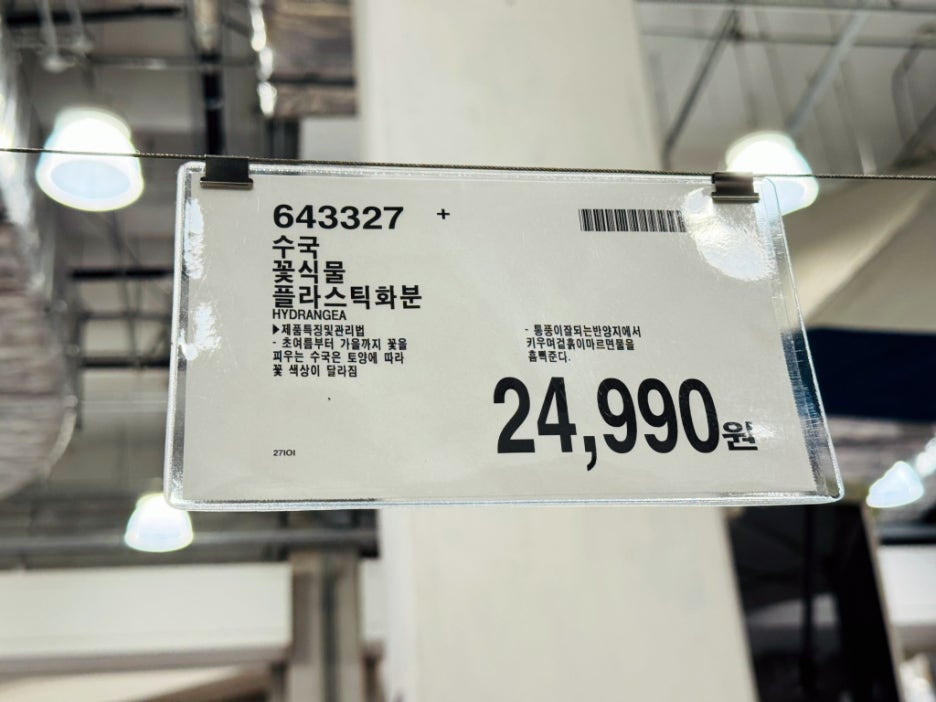 643327 +
수국
꽃식물
플라스틱화분
HYDRANGEA
▶제품특징및관리법
- 초여름부터 가을까지 꽃을
피우는 수국은 토양에 따라
꽃 색상이 달라짐
- 통풍이잘되는반양지에서
키우며겉흙이마르면물을
흠뻑준다.
24,990원
27101